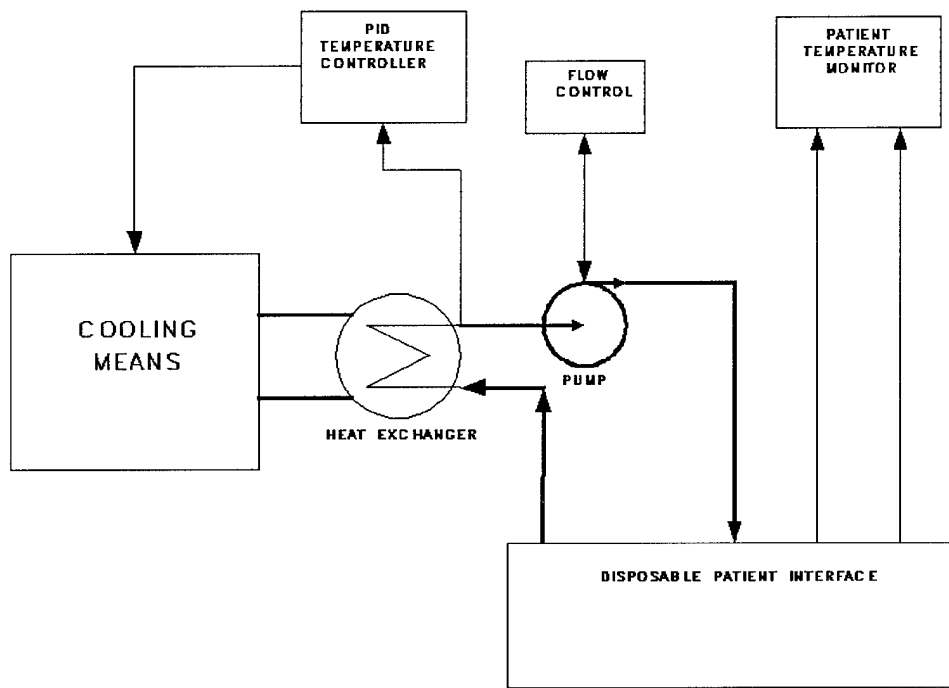 PID
TEMPERATURE
CONTROLLER
FLOW
CONTROL
PATIENT
TEMPERATURE
MONITOR
COOLING
MEANS
PUMP
HEAT EXCHANGER
DISPOSABLE PATIENT INTERFACE